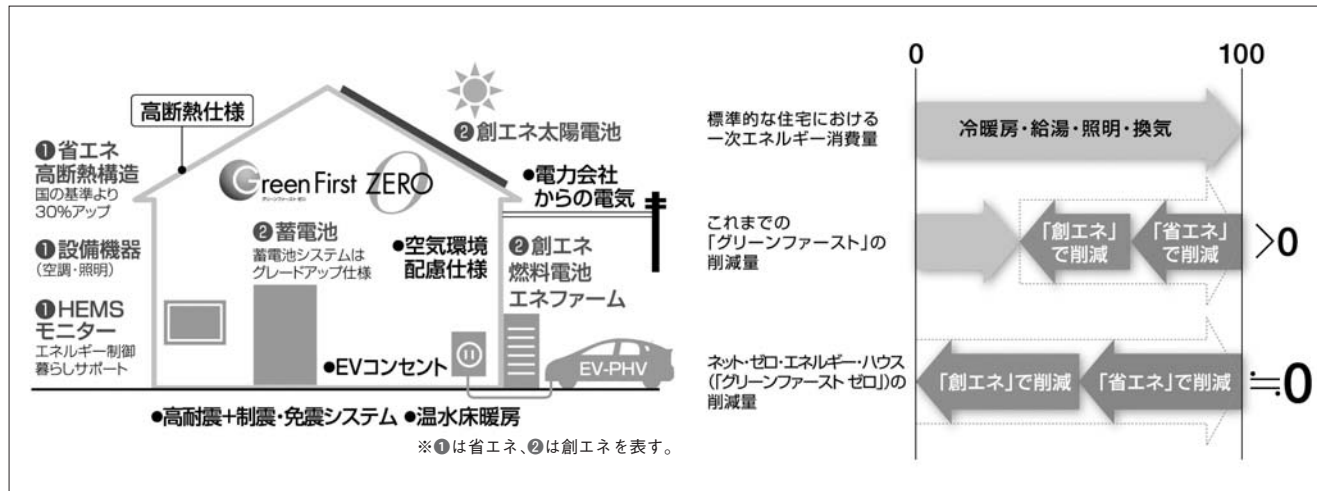 高断熱仕様
❶省エネ
高断熱構造
国の基準より
30%アップ
❶設備機器
(空調・照明)
❶HEMS
モニター
エネルギー制御
暮らしサポート
Green First ZERO
グリーンファースト ゼロ
❷創エネ太陽電池
●電力会社
からの電気
❷蓄電池
蓄電池システムは
グレードアップ仕様
●空気環境
配慮仕様
❷創エネ
燃料電池
エネファーム
●EVコンセント
EV-PHV
●高耐震+制震・免震システム ●温水床暖房
※❶は省エネ、❷は創エネを表す。
0 100
標準的な住宅における
一次エネルギー消費量
冷暖房・給湯・照明・換気
これまでの
「グリーンファースト」の
削減量
「創エネ」
で削減
「省エネ」
で削減
>0
ネット・ゼロ・エネルギー・ハウス
(「グリーンファースト ゼロ」)の
削減量
「創エネ」で削減
「省エネ」で削減
≒0